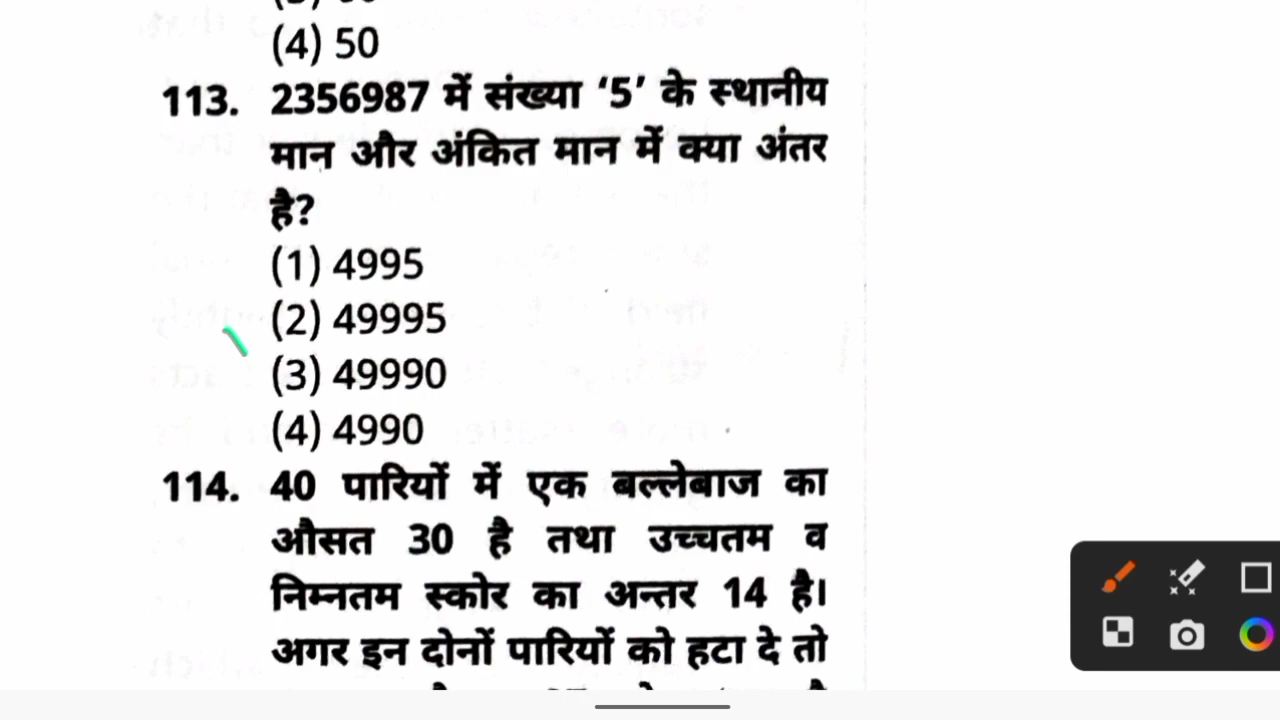 (4) 50
113. 2356987 में संख्या ‘5’ के स्थानीय
मान और अंकित मान में क्या अंतर
है?
(1) 4995
(2) 49995
(3) 49990
(4) 4990
114. 40 पारियों में एक बल्लेबाज का
औसत 30 है तथा उच्चतम व
निम्नतम स्कोर का अन्तर 14 है।
अगर इन दोनों पारियों को हटा दे तो